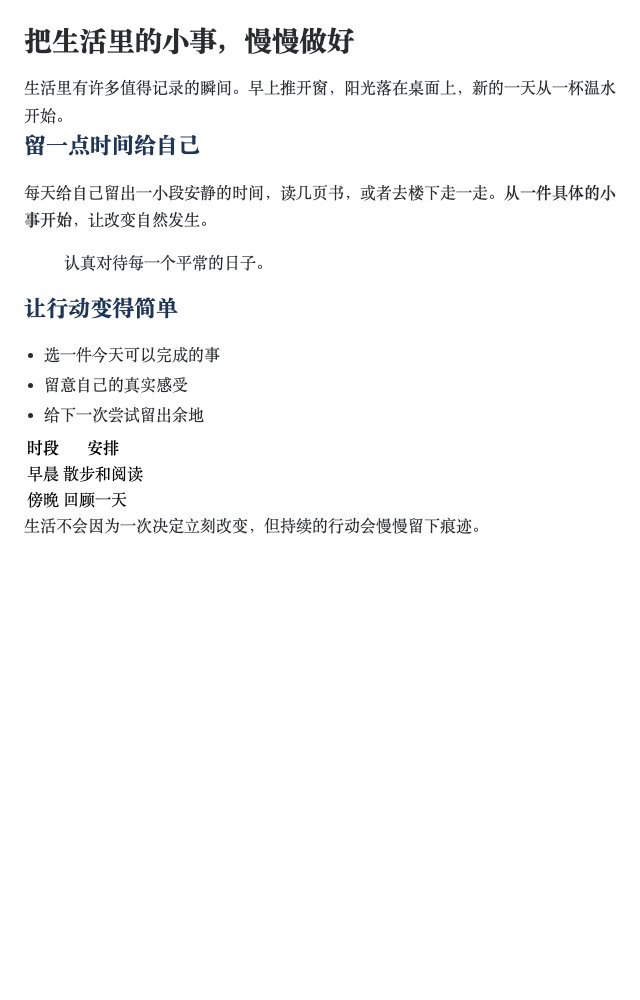 把生活里的小事，慢慢做好
生活里有许多值得记录的瞬间。早上推开窗，阳光落在桌面上，新的一天从一杯温水
开始。
留一点时间给自己
每天给自己留出一小段安静的时间，读几页书，或者去楼下走一走。从一件具体的小
事开始，让改变自然发生。
认真对待每一个平常的日子。
让行动变得简单
• 选一件今天可以完成的事
• 留意自己的真实感受
• 给下一次尝试留出余地
时段 安排
早晨 散步和阅读
傍晚 回顾一天
生活不会因为一次决定立刻改变，但持续的行动会慢慢留下痕迹。